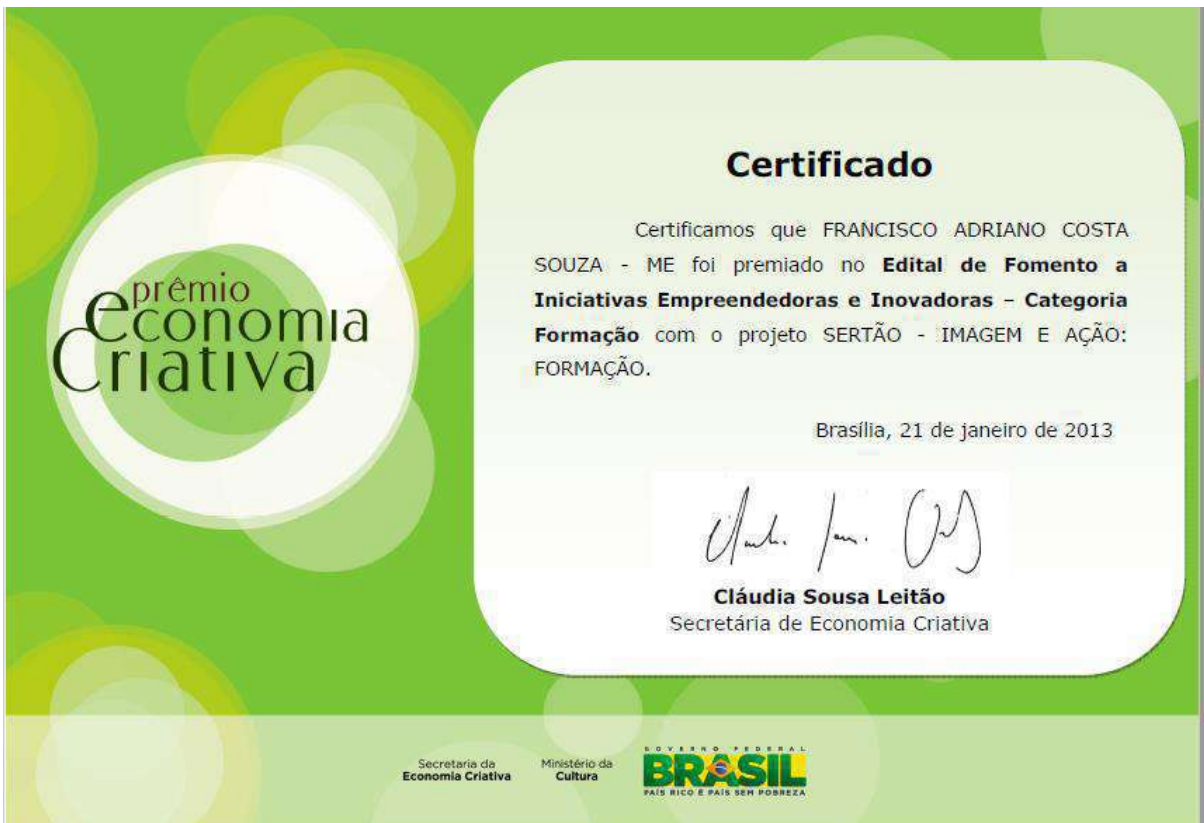 prêmio
economia
Criativa
Certificado
Certificamos que FRANCISCO ADRIANO COSTA
SOUZA - ME foi premiado no Edital de Fomento a
Iniciativas Empreendedoras e Inovadoras – Categoria
Formação com o projeto SERTÃO - IMAGEM E AÇÃO:
FORMAÇÃO.
Brasília, 21 de janeiro de 2013
Cláudia Sousa Leitão
Secretária de Economia Criativa
Secretaria da
Economia Criativa
Ministério da
Cultura
GOVERNO FEDERAL
BRASIL
PAÍS RICO É PAÍS SEM POBREZA